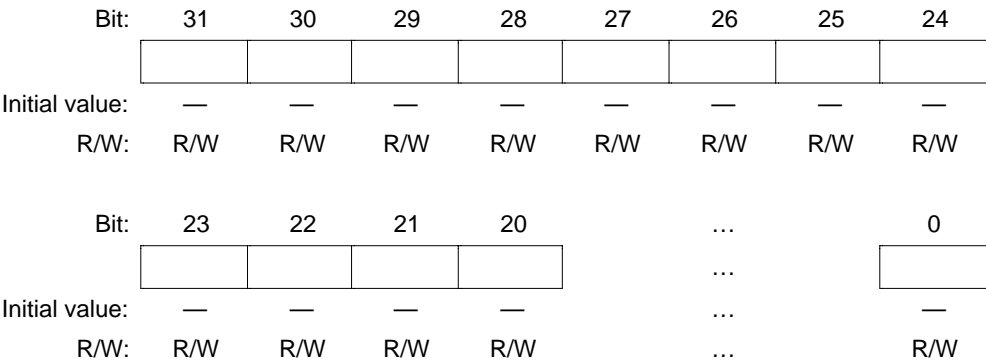 Bit: 31 30 29 28 27 26 25 24
Initial value: — — — — — — — —
R/W: R/W R/W R/W R/W R/W R/W R/W R/W
Bit: 23 22 21 20 … 0
…
Initial value: — — — — … —
R/W: R/W R/W R/W R/W … R/W